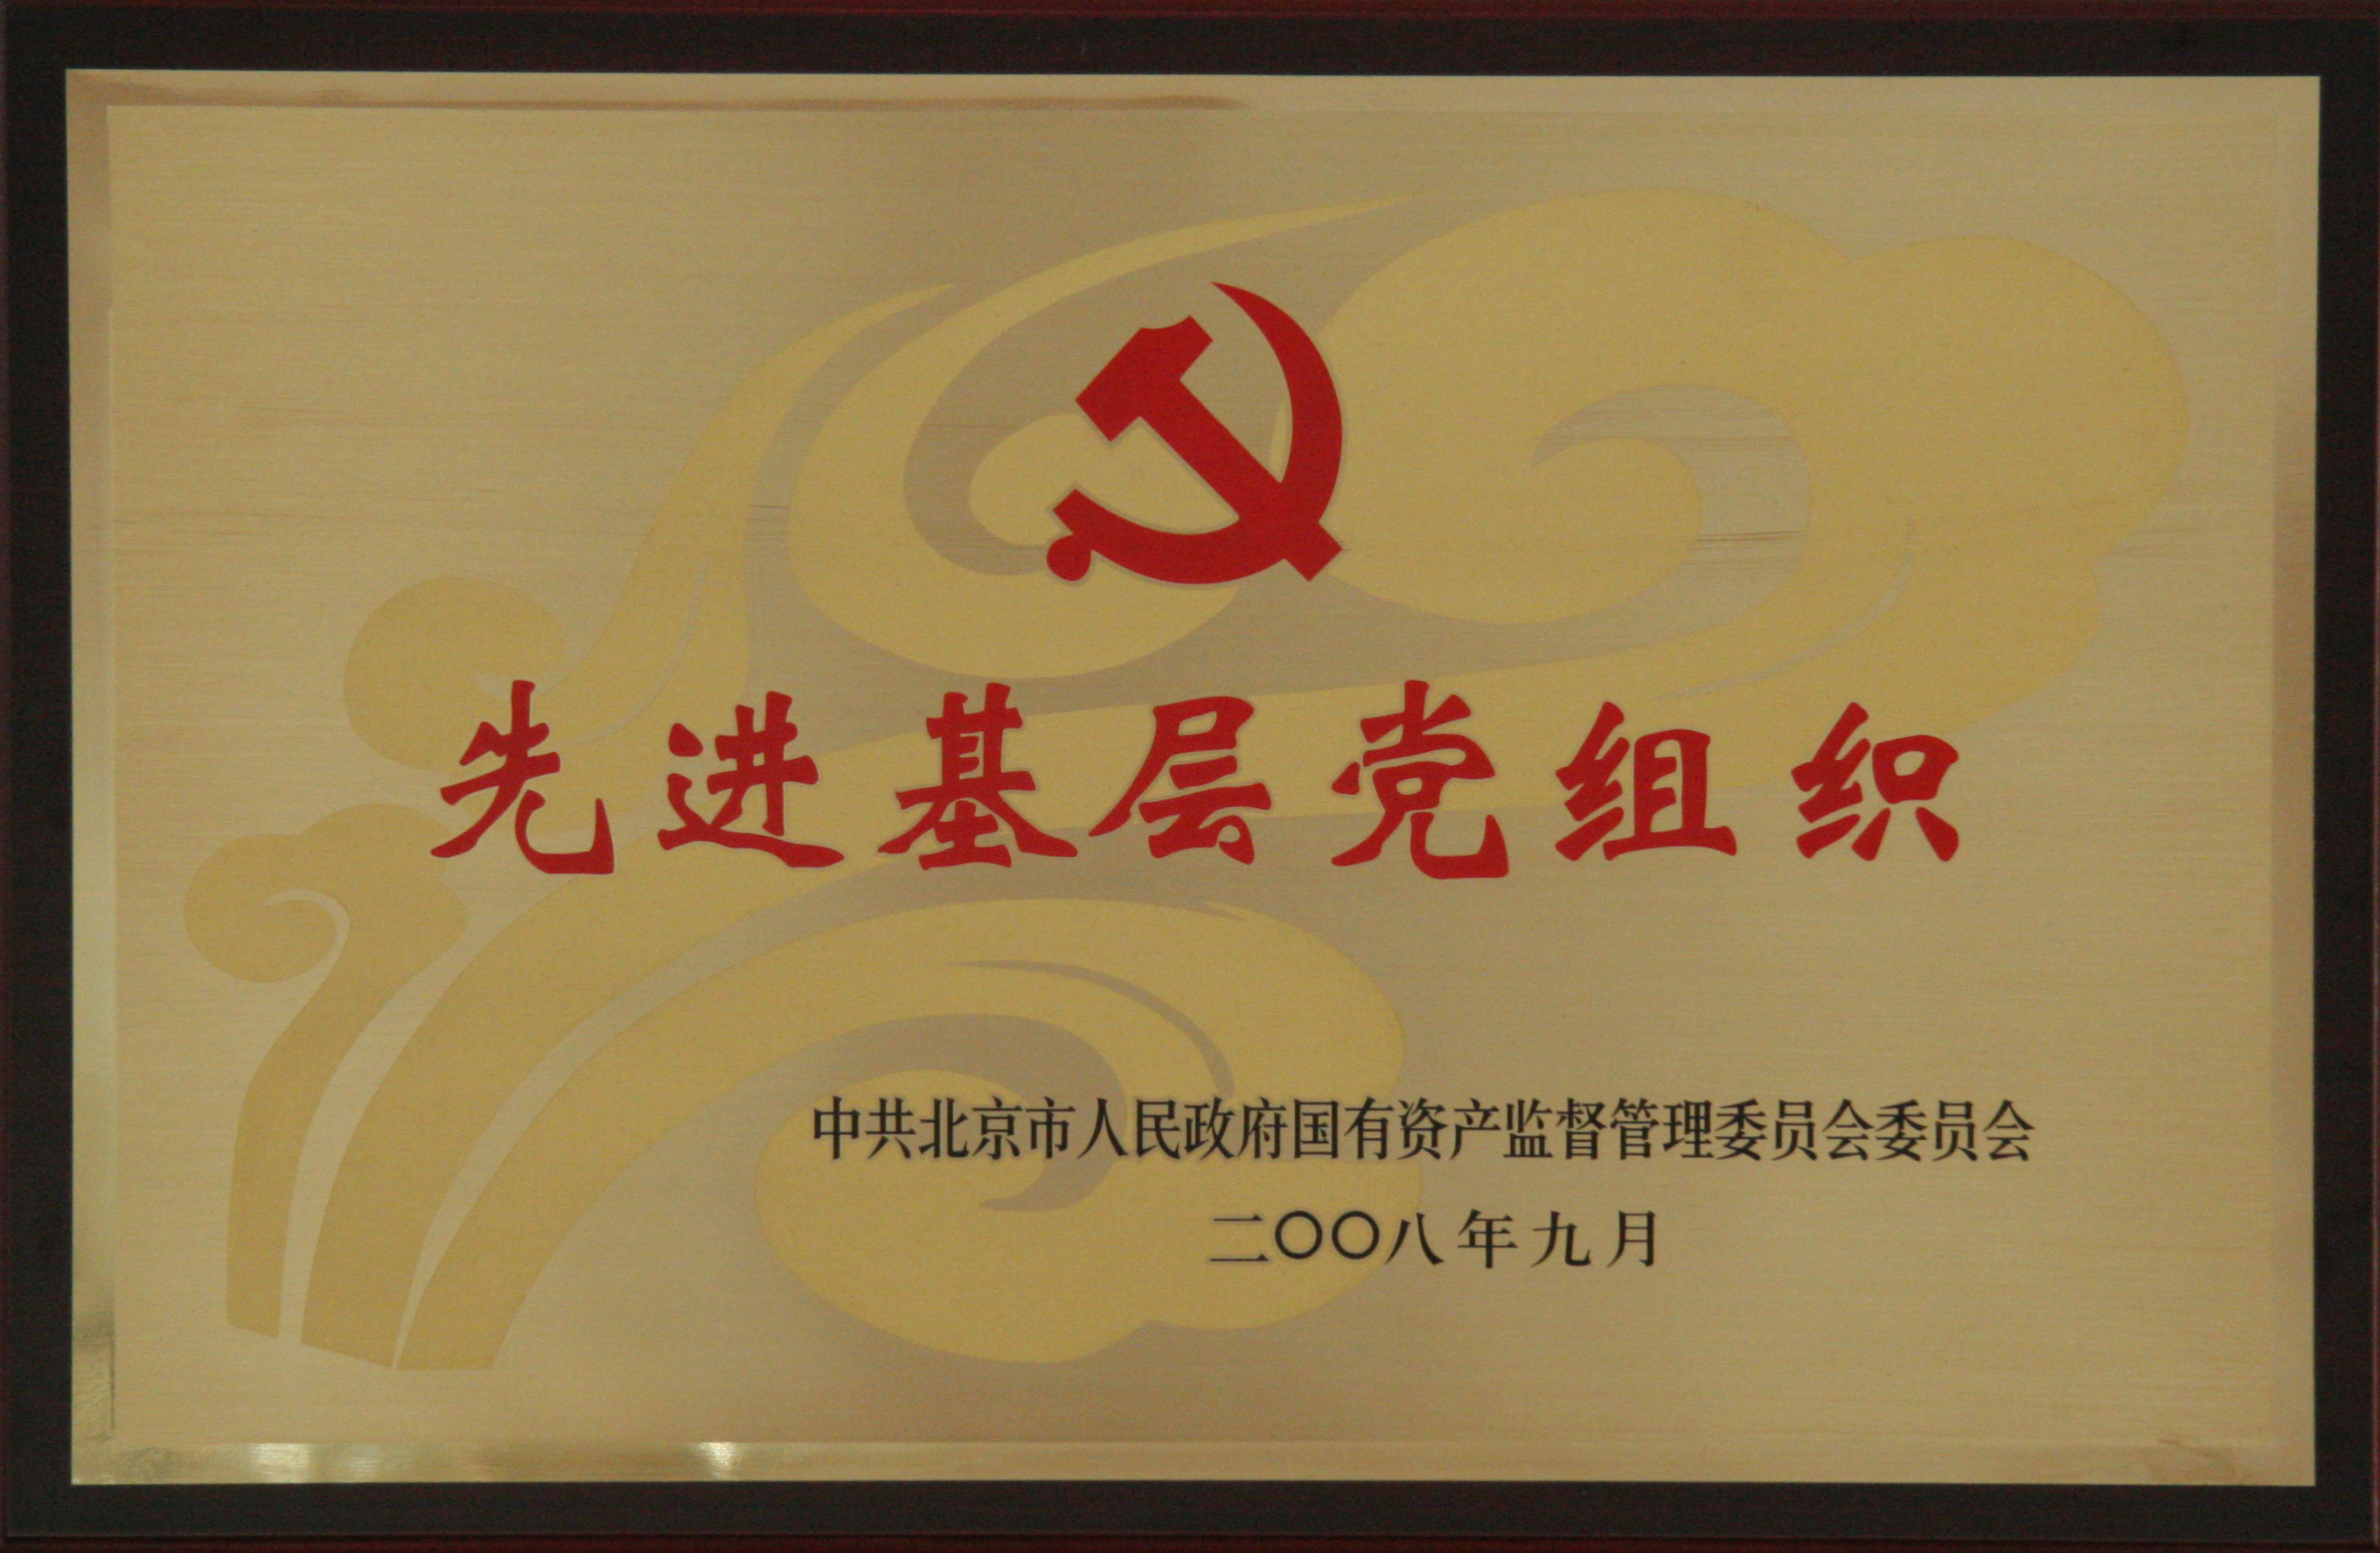 先进基层党组织
中共北京市人民政府国有资产监督管理委员会委员会
二〇〇八年九月